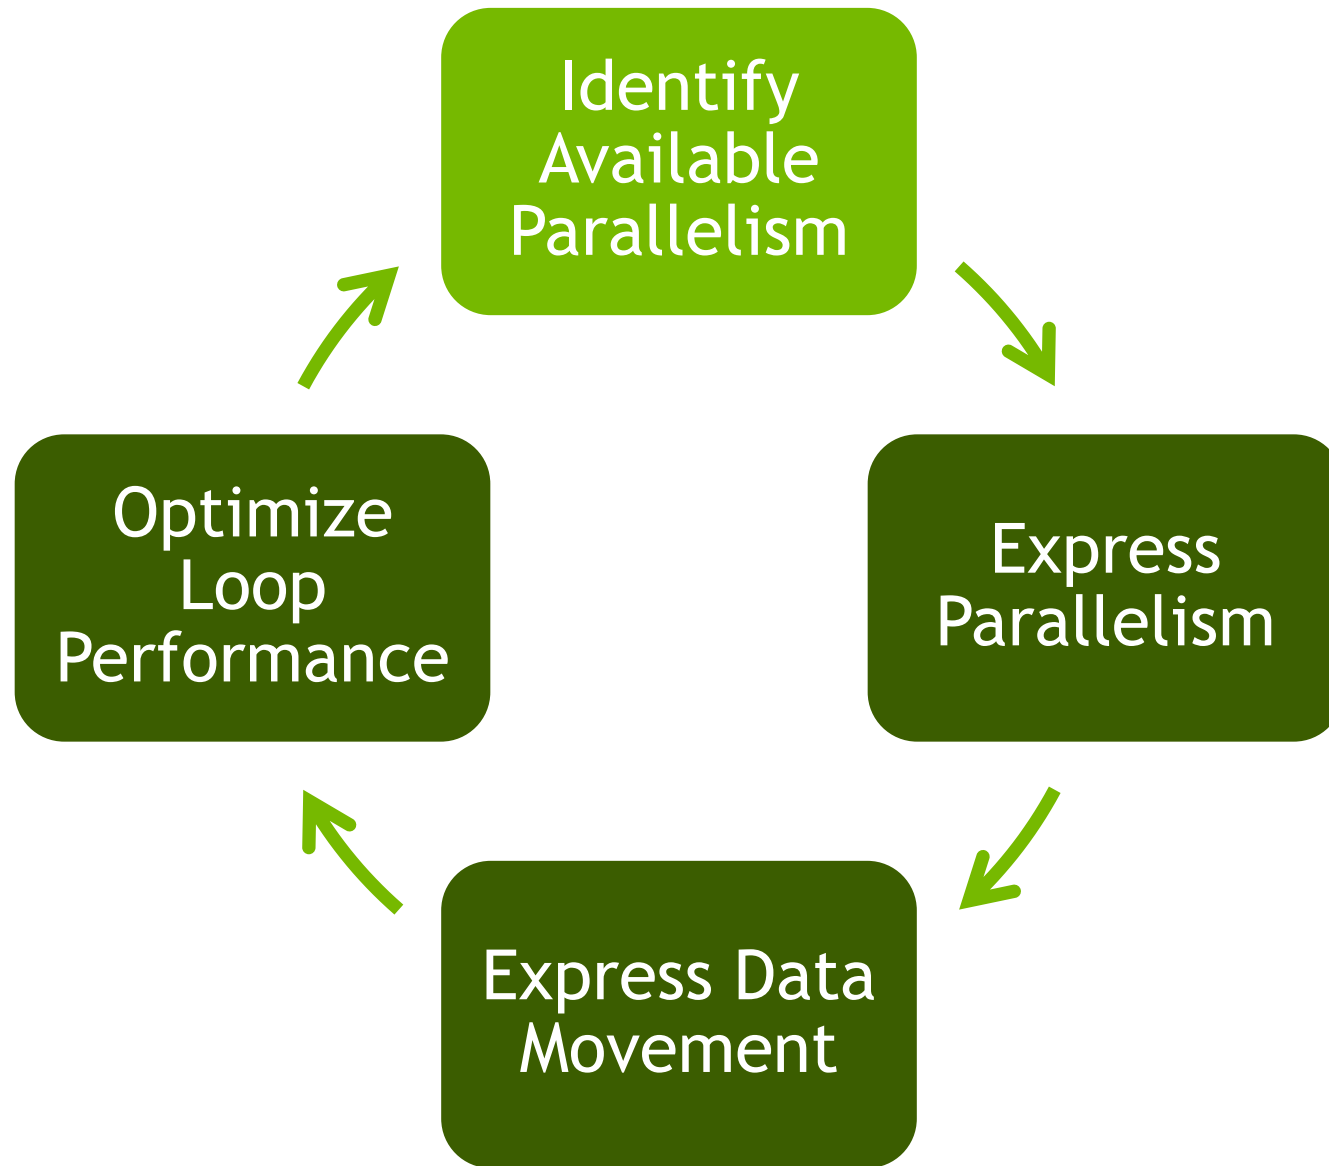 Identify
Available
Parallelism
Express
Parallelism
Express Data
Movement
Optimize
Loop
Performance